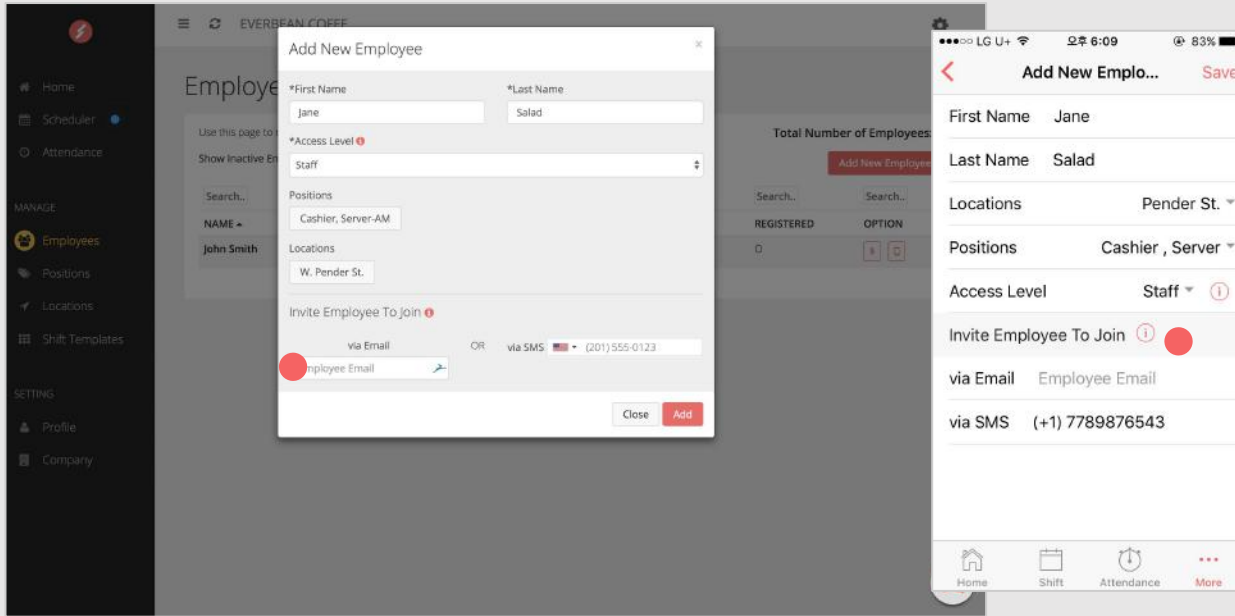 EVERBEAN COFFE
Home
Scheduler
Attendance
MANAGE
Employees
Positions
Locations
Shift Templates
SETTING
Profile
Company
Employe
Use this page to
Show Inactive En
Search..
NAME
John Smith
Total Number of Employees:
Add New Employee
Search.. Search..
REGISTERED OPTION
Add New Employee ×
*First Name *Last Name
Jane Salad
*Access Level
Staff
Positions
Cashier, Server-AM
Locations
W. Pender St.
Invite Employee To Join
via Email OR via SMS (201) 555-0123
mployee Email
Close Add
LG U+ 오후 6:09 83%
Add New Emplo... Save
First Name Jane
Last Name Salad
Locations Pender St.
Positions Cashier , Server
Access Level Staff
Invite Employee To Join
via Email Employee Email
via SMS (+1) 7789876543
Home Shift Attendance More